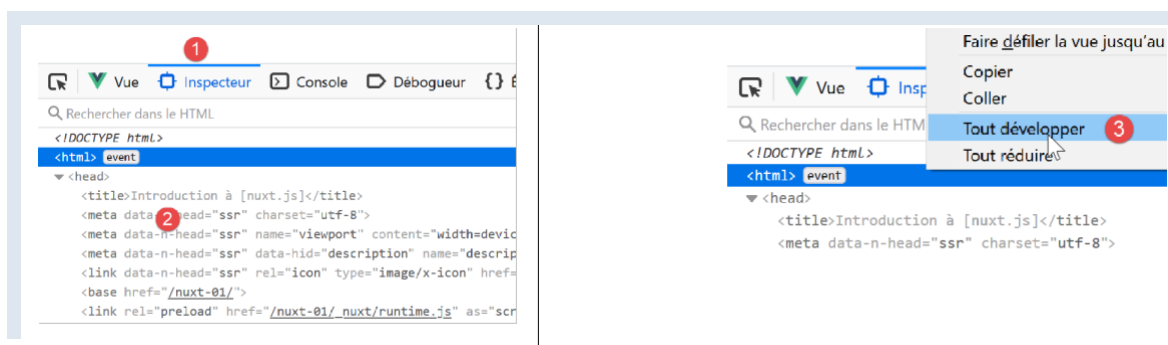 1
Vue Inspecteur Console Débogueur {} É
Rechercher dans le HTML
<!DOCTYPE html>
<html> event
<head>
<title>Introduction à [nuxt.js]</title>
<meta data-n-head="ssr" charset="utf-8">
2
<meta data-n-head="ssr" name="viewport" content="width=devic
<meta data-n-head="ssr" data-hid="description" name="descrip
<link data-n-head="ssr" rel="icon" type="image/x-icon" href=
<base href="/nuxt-01/">
<link rel="preload" href="/nuxt-01/_nuxt/runtime.js" as="scr
Faire défiler la vue jusqu'au
Copier
Coller
Tout développer 3
Tout réduire
Vue Insp
Rechercher dans le HTM
<!DOCTYPE html>
<html> event
<head>
<title>Introduction à [nuxt.js]</title>
<meta data-n-head="ssr" charset="utf-8">